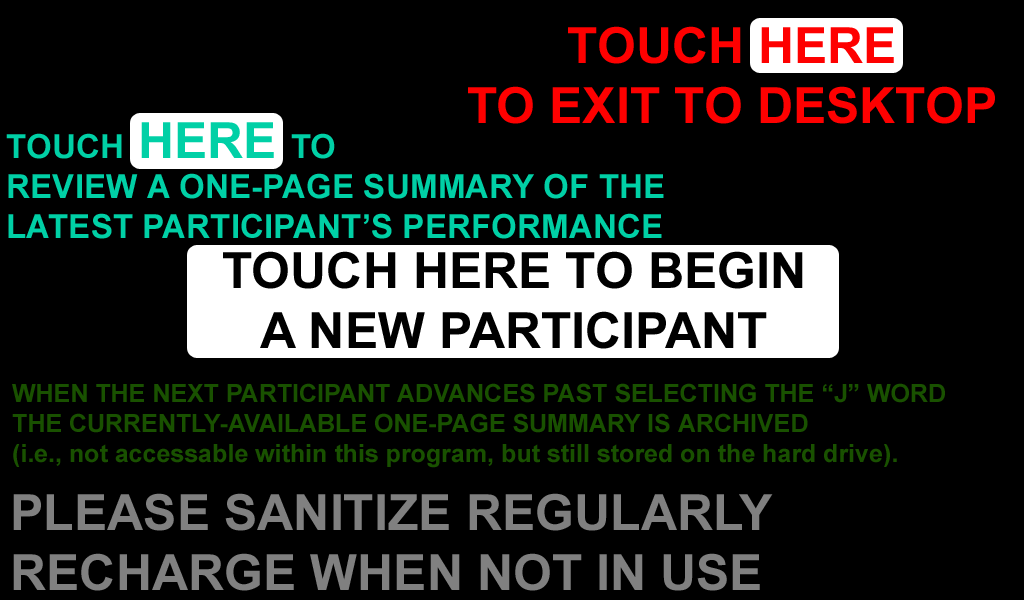 TOUCH HERE
TO EXIT TO DESKTOP
TOUCH HERE TO
REVIEW A ONE-PAGE SUMMARY OF THE
LATEST PARTICIPANT’S PERFORMANCE
TOUCH HERE TO BEGIN
A NEW PARTICIPANT
WHEN THE NEXT PARTICIPANT ADVANCES PAST SELECTING THE “J” WORD
THE CURRENTLY-AVAILABLE ONE-PAGE SUMMARY IS ARCHIVED
(i.e., not accessable within this program, but still stored on the hard drive).
PLEASE SANITIZE REGULARLY
RECHARGE WHEN NOT IN USE